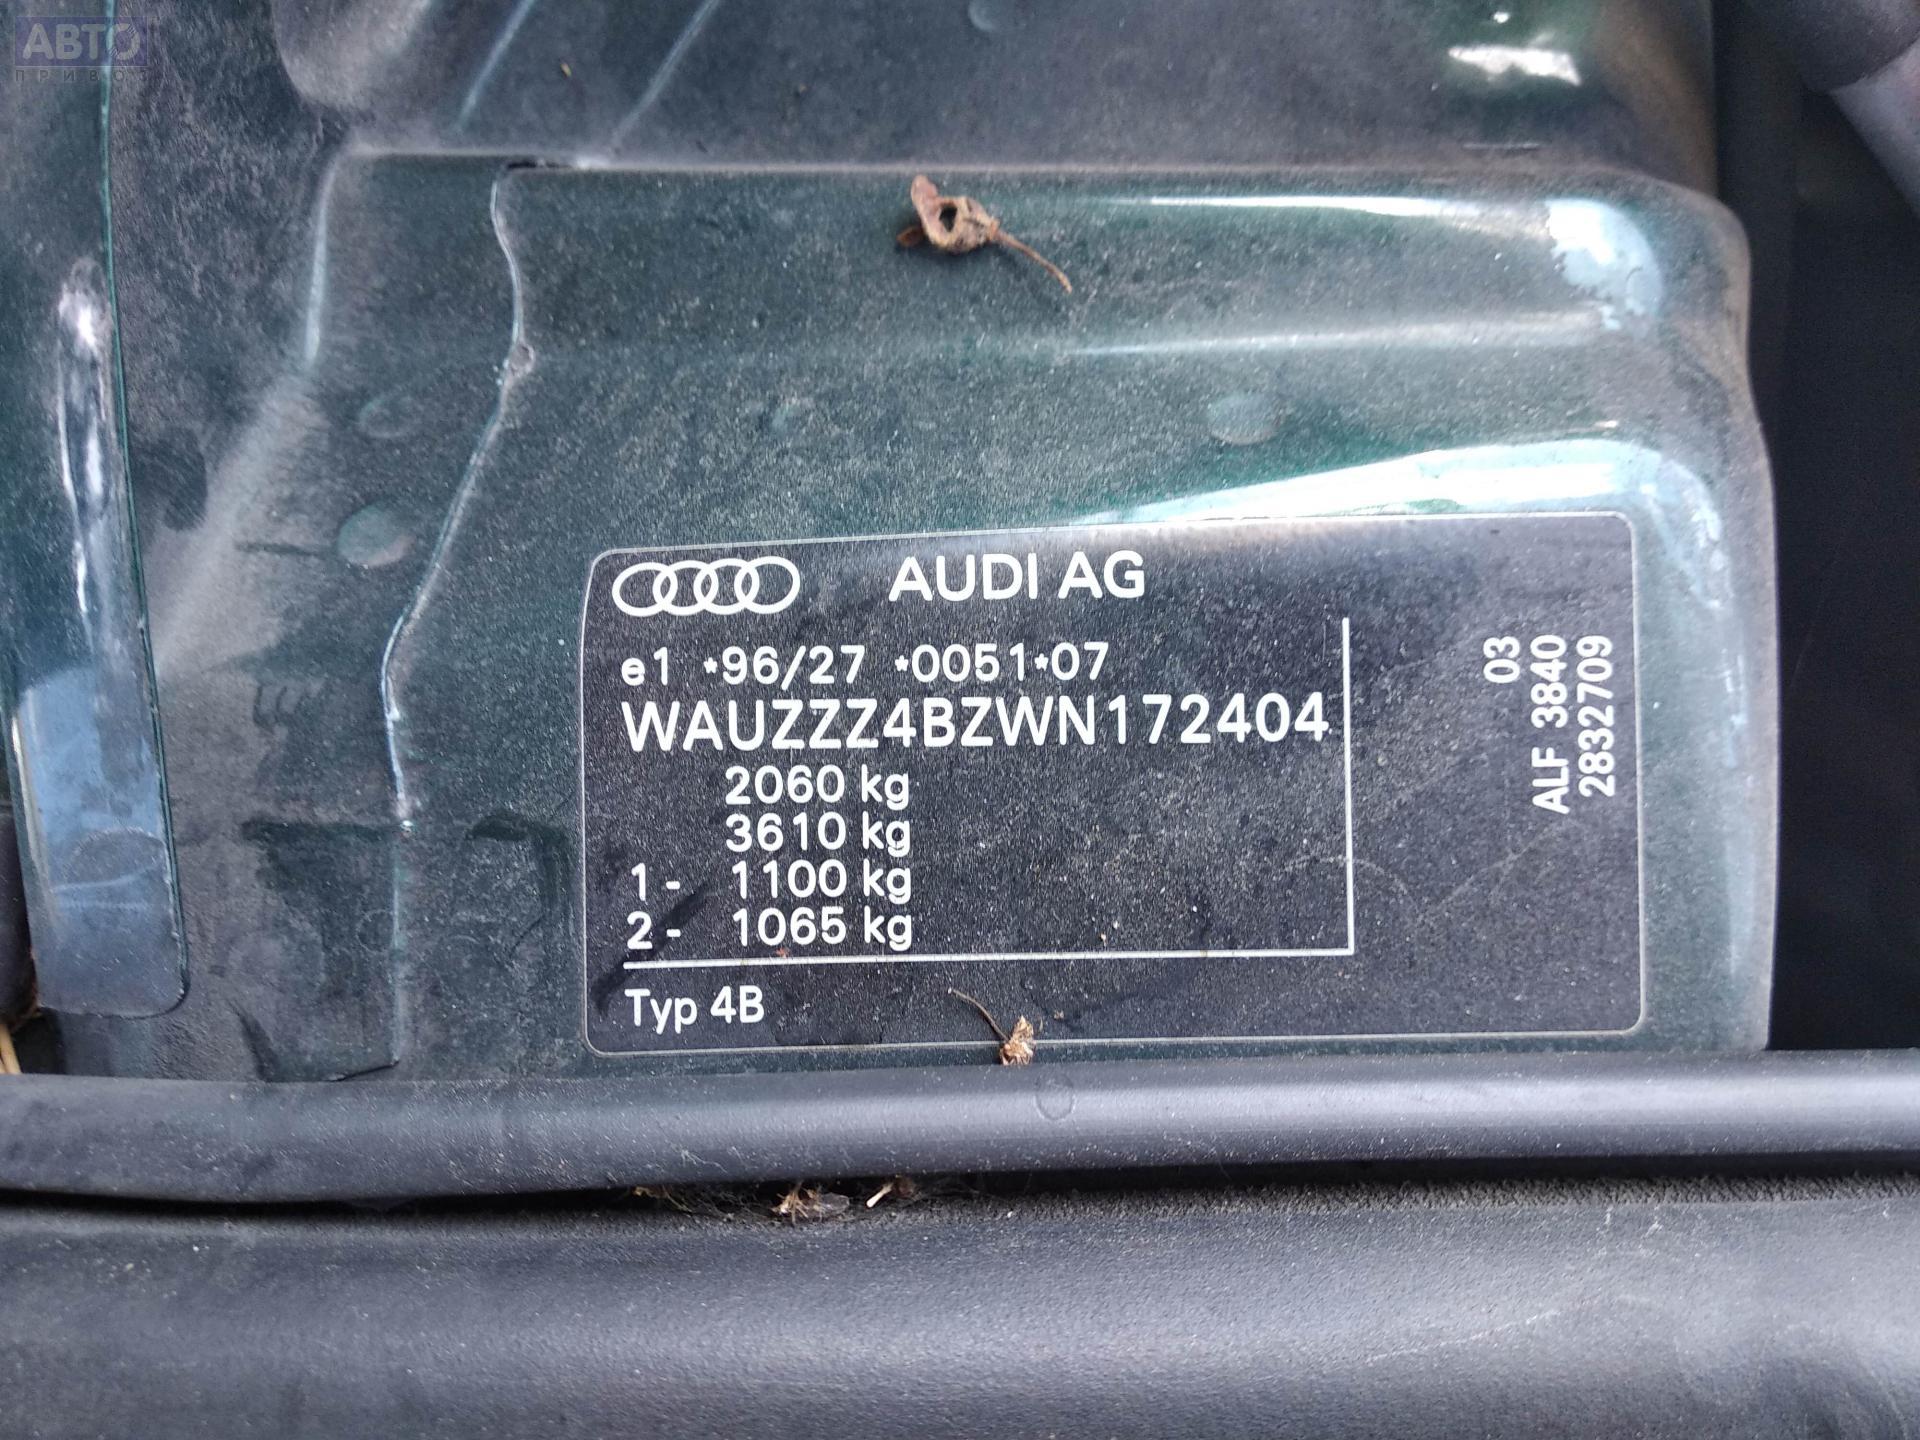 АВТО
ПРИВОЗ
AUDI AG
e1 *96/27 *0051*07
WAUZZZ4BZWN172404
2060 kg
3610 kg
1- 1100 kg
2- 1065 kg
Typ 4B
03
ALF 3840
2832709